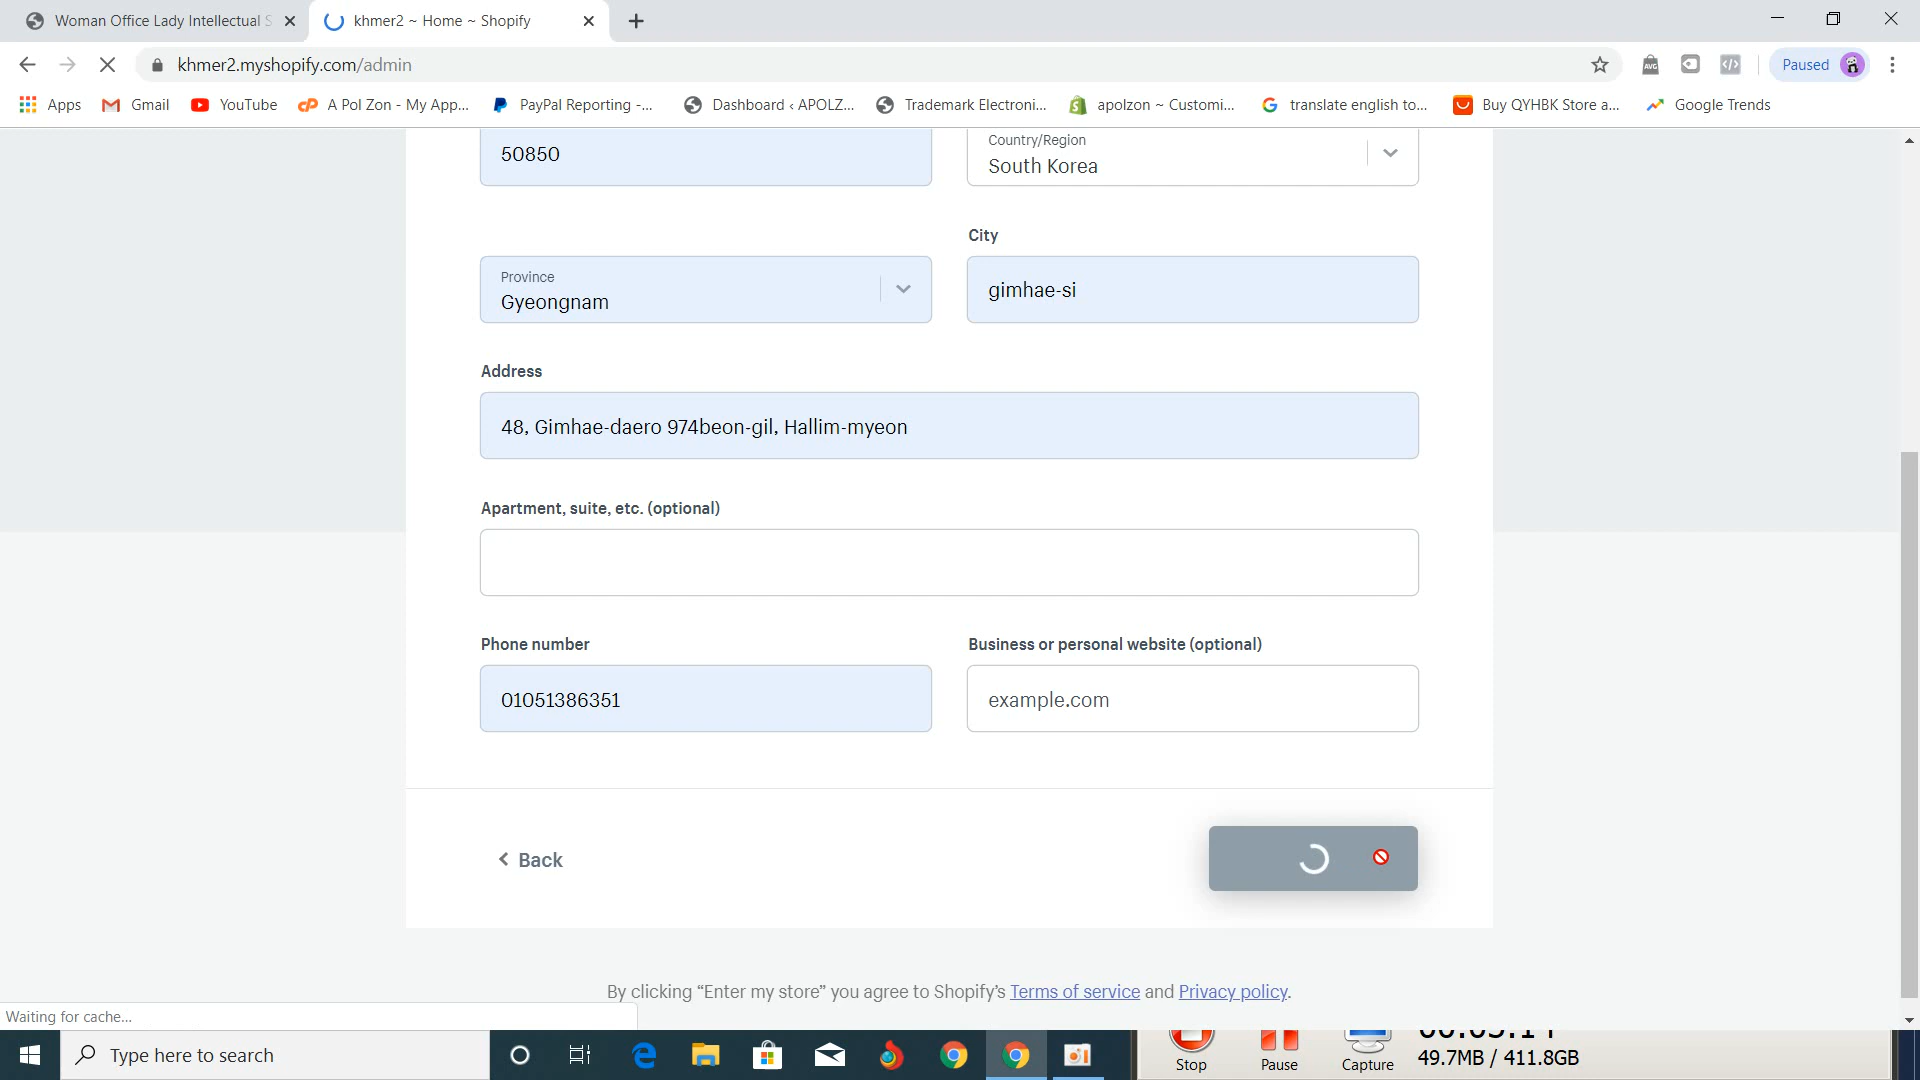 Woman Office Lady Intellectual S
khmer2 ~ Home ~ Shopify
khmer2.myshopify.com/admin
Paused
Apps
Gmail
YouTube
A Pol Zon - My App...
PayPal Reporting -...
Dashboard ‹ APOLZ...
Trademark Electroni...
apolzon ~ Customi...
translate english to...
Buy QYHBK Store a...
Google Trends
50850
Country/Region
South Korea
City
Province
Gyeongnam
gimhae-si
Address
48, Gimhae-daero 974beon-gil, Hallim-myeon
Apartment, suite, etc. (optional)
Phone number
Business or personal website (optional)
01051386351
example.com
Back
By clicking “Enter my store” you agree to Shopify’s Terms of service and Privacy policy.
Waiting for cache...
Type here to search
Stop
Pause
Capture
49.7MB / 411.8GB